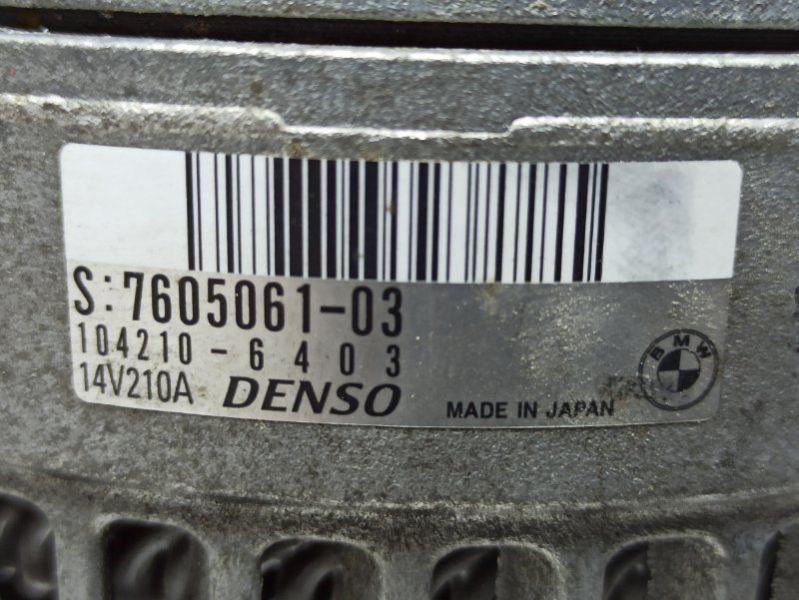 S:7605061-03
104210-6403
14V210A DENSO MADE IN JAPAN BMW